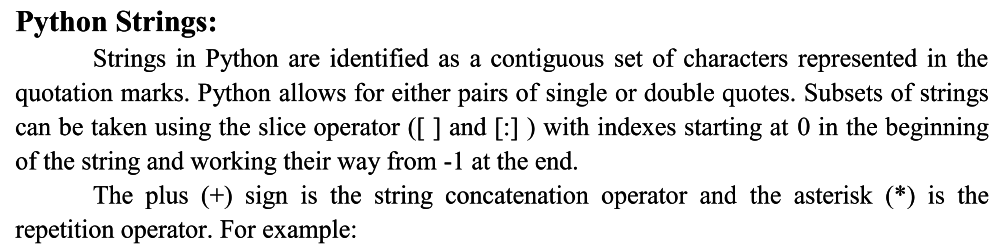 Python Strings:
Strings in Python are identified as a contiguous set of characters represented in the
quotation marks. Python allows for either pairs of single or double quotes. Subsets of strings
can be taken using the slice operator ([ ] and [:] ) with indexes starting at 0 in the beginning
of the string and working their way from -1 at the end.
The plus (+) sign is the string concatenation operator and the asterisk (*) is the
repetition operator. For example: